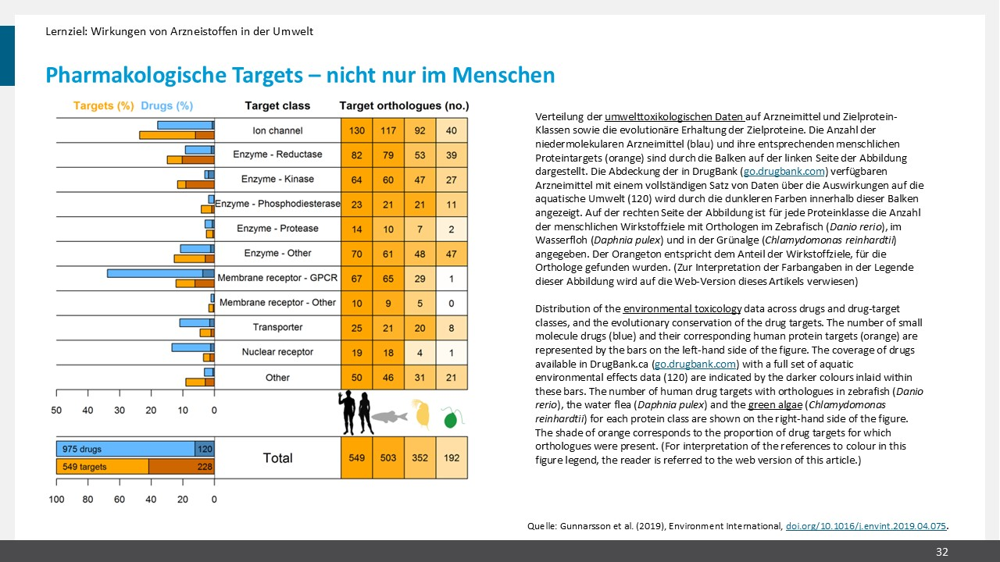 Lernziel: Wirkungen von Arzneistoffen in der Umwelt
Pharmakologische Targets – nicht nur im Menschen
Targets (%) Drugs (%) Target class Target orthologues (no.)
Ion channel 130 117 92 40
Enzyme - Reductase 82 79 53 39
Enzyme - Kinase 64 60 47 27
Enzyme - Phosphodiesterase 23 21 21 11
Enzyme - Protease 14 10 7 2
Enzyme - Other 70 61 48 47
Membrane receptor - GPCR 67 65 29 1
Membrane receptor - Other 10 9 5 0
Transporter 25 21 20 8
Nuclear receptor 19 18 4 1
Other 50 46 31 21
50 40 30 20 10 0
975 drugs 120
549 targets 228
Total 549 503 352 192
100 80 60 40 20 0
Verteilung der umwelttoxikologischen Daten auf Arzneimittel und Zielprotein-
Klassen sowie die evolutionäre Erhaltung der Zielproteine. Die Anzahl der
niedermolekularen Arzneimittel (blau) und ihre entsprechenden menschlichen
Proteintargets (orange) sind durch die Balken auf der linken Seite der Abbildung
dargestellt. Die Abdeckung der in DrugBank (go.drugbank.com) verfügbaren
Arzneimittel mit einem vollständigen Satz von Daten über die Auswirkungen auf die
aquatische Umwelt (120) wird durch die dunkleren Farben innerhalb dieser Balken
angezeigt. Auf der rechten Seite der Abbildung ist für jede Proteinklasse die Anzahl
der menschlichen Wirkstoffziele mit Orthologen im Zebrafisch (Danio rerio), im
Wasserfloh (Daphnia pulex) und in der Grünalge (Chlamydomonas reinhardtii)
angegeben. Der Orangeton entspricht dem Anteil der Wirkstoffziele, für die
Orthologe gefunden wurden. (Zur Interpretation der Farbangaben in der Legende
dieser Abbildung wird auf die Web-Version dieses Artikels verwiesen)
Distribution of the environmental toxicology data across drugs and drug-target
classes, and the evolutionary conservation of the drug targets. The number of small
molecule drugs (blue) and their corresponding human protein targets (orange) are
represented by the bars on the left-hand side of the figure. The coverage of drugs
available in DrugBank.ca (go.drugbank.com) with a full set of aquatic
environmental effects data (120) are indicated by the darker colours inlaid within
these bars. The number of human drug targets with orthologues in zebrafish (Danio
rerio), the water flea (Daphnia pulex) and the green algae (Chlamydomonas
reinhardtii) for each protein class are shown on the right-hand side of the figure.
The shade of orange corresponds to the proportion of drug targets for which
orthologues were present. (For interpretation of the references to colour in this
figure legend, the reader is referred to the web version of this article.)
Quelle: Gunnarsson et al. (2019), Environment International, doi.org/10.1016/j.envint.2019.04.075.
32